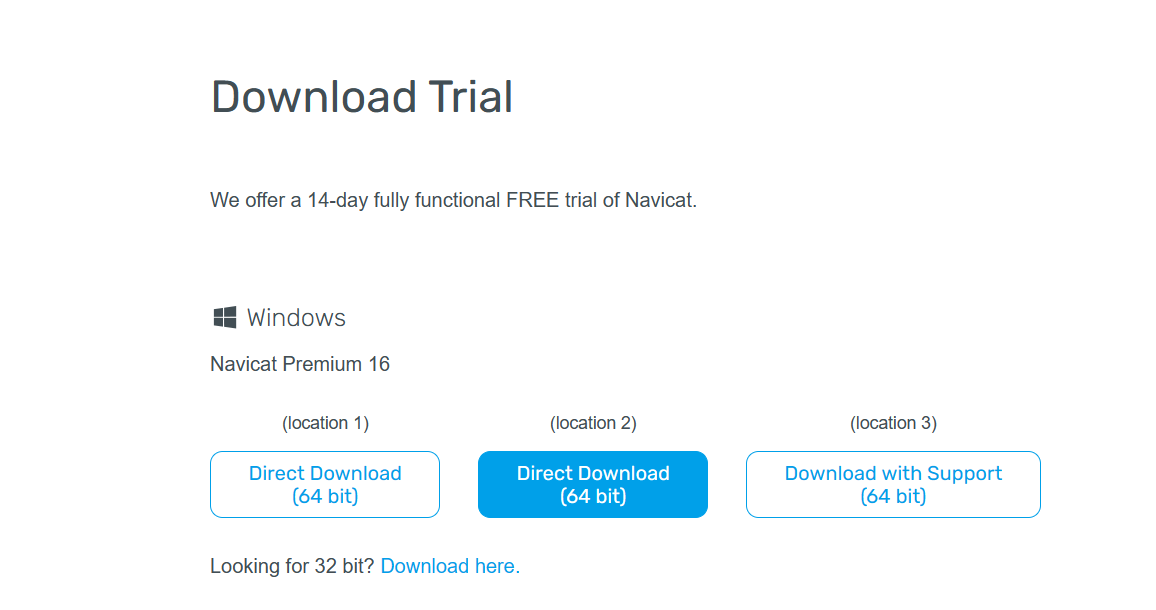 Download Trial
We offer a 14-day fully functional FREE trial of Navicat.
Windows
Navicat Premium 16
(location 1)
Direct Download
(64 bit)
(location 2)
Direct Download
(64 bit)
(location 3)
Download with Support
(64 bit)
Looking for 32 bit? Download here.